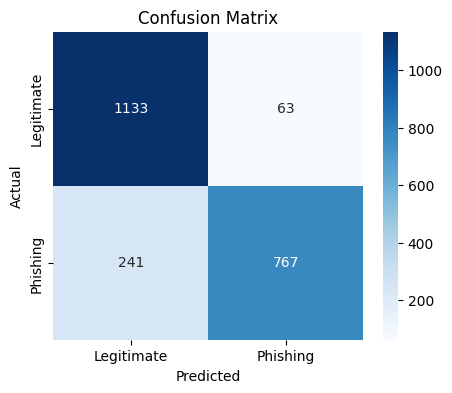 Confusion Matrix
Actual
Legitimate
Phishing
1133
63
241
767
Legitimate
Phishing
Predicted
1000
800
600
400
200